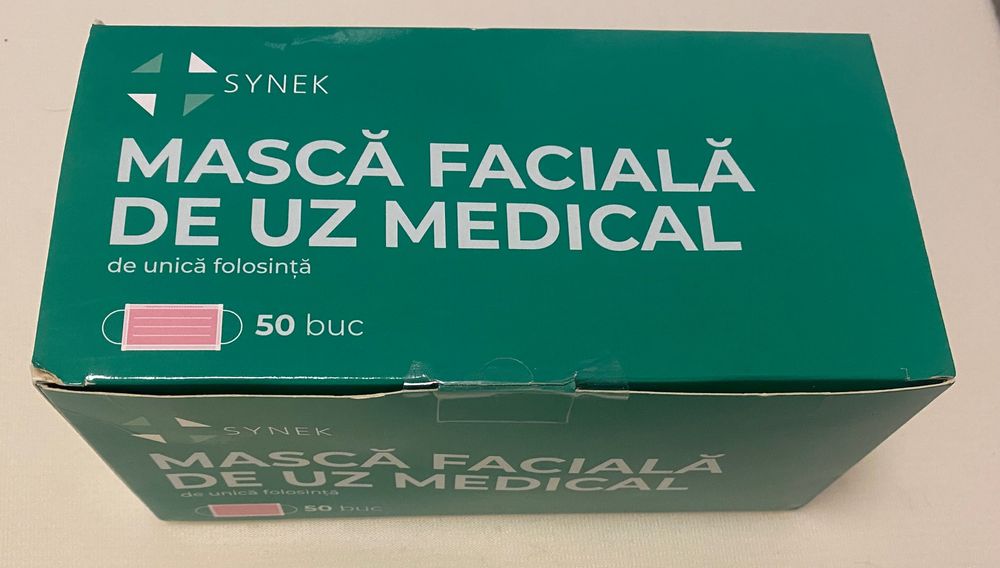 SYNEK
MASCĂ FACIALĂ
DE UZ MEDICAL
de unică folosință
50 buc
SYNEK
MASCĂ FACIALĂ
DE UZ MEDICAL
de unică folosință
50 buc